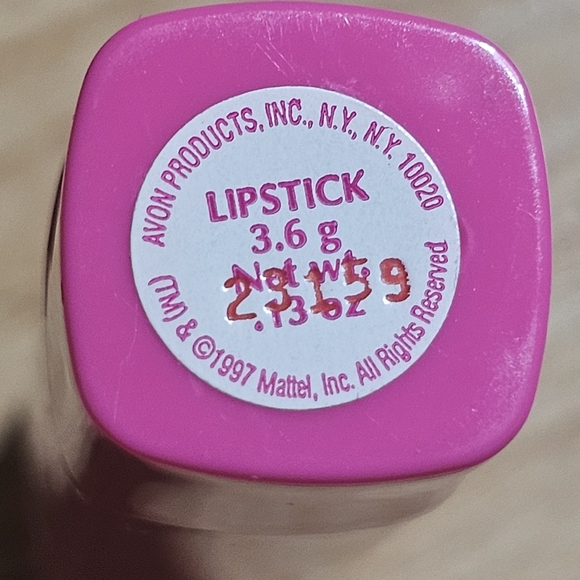 AVON PRODUCTS, INC., N.Y., N.Y. 10020
LIPSTICK
3.6 g
Net wt.
23159
.13 oz
(TM) & ©1997 Mattel, Inc. All Rights Reserved